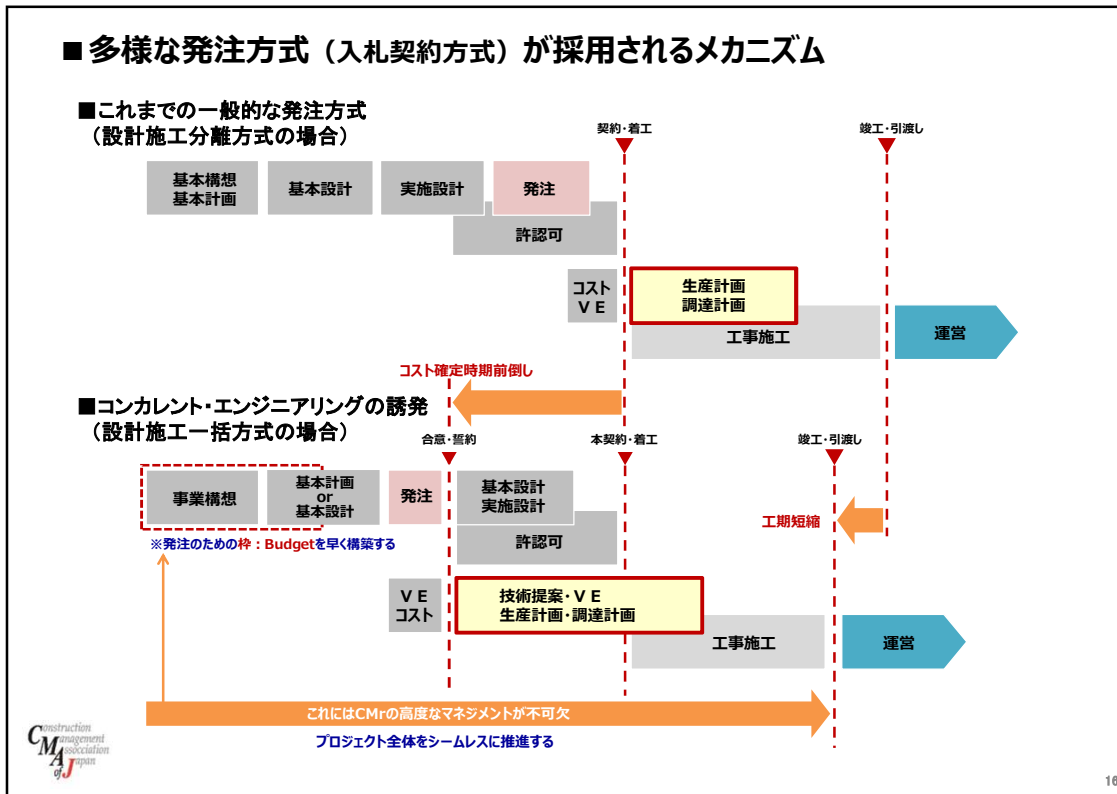 ■多様な発注方式（入札契約方式）が採用されるメカニズム
■これまでの一般的な発注方式
（設計施工分離方式の場合）
契約・着工
竣工・引渡し
基本構想
基本計画
基本設計
実施設計
発注
許認可
コスト
ＶＥ
生産計画
調達計画
工事施工
運営
コスト確定時期前倒し
■コンカレント・エンジニアリングの誘発
（設計施工一括方式の場合）
合意・誓約
本契約・着工
竣工・引渡し
事業構想
基本計画
or
基本設計
発注
基本設計
実施設計
許認可
工期短縮
※発注のための枠：Budgetを早く構築する
ＶＥ
コスト
技術提案・ＶＥ
生産計画・調達計画
工事施工
運営
これにはCMrの高度なマネジメントが不可欠
プロジェクト全体をシームレスに推進する
Construction
Management
Association
of Japan
16